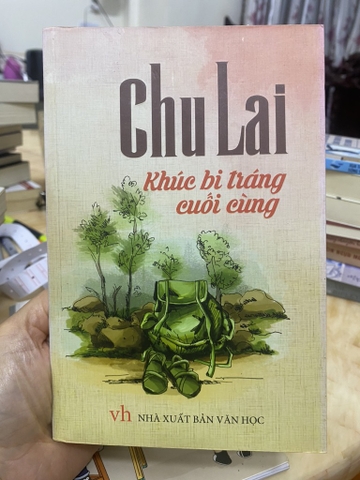 Chu Lai
Khúc bi tráng
cuối cùng
vh NHÀ XUẤT BẢN VĂN HỌC